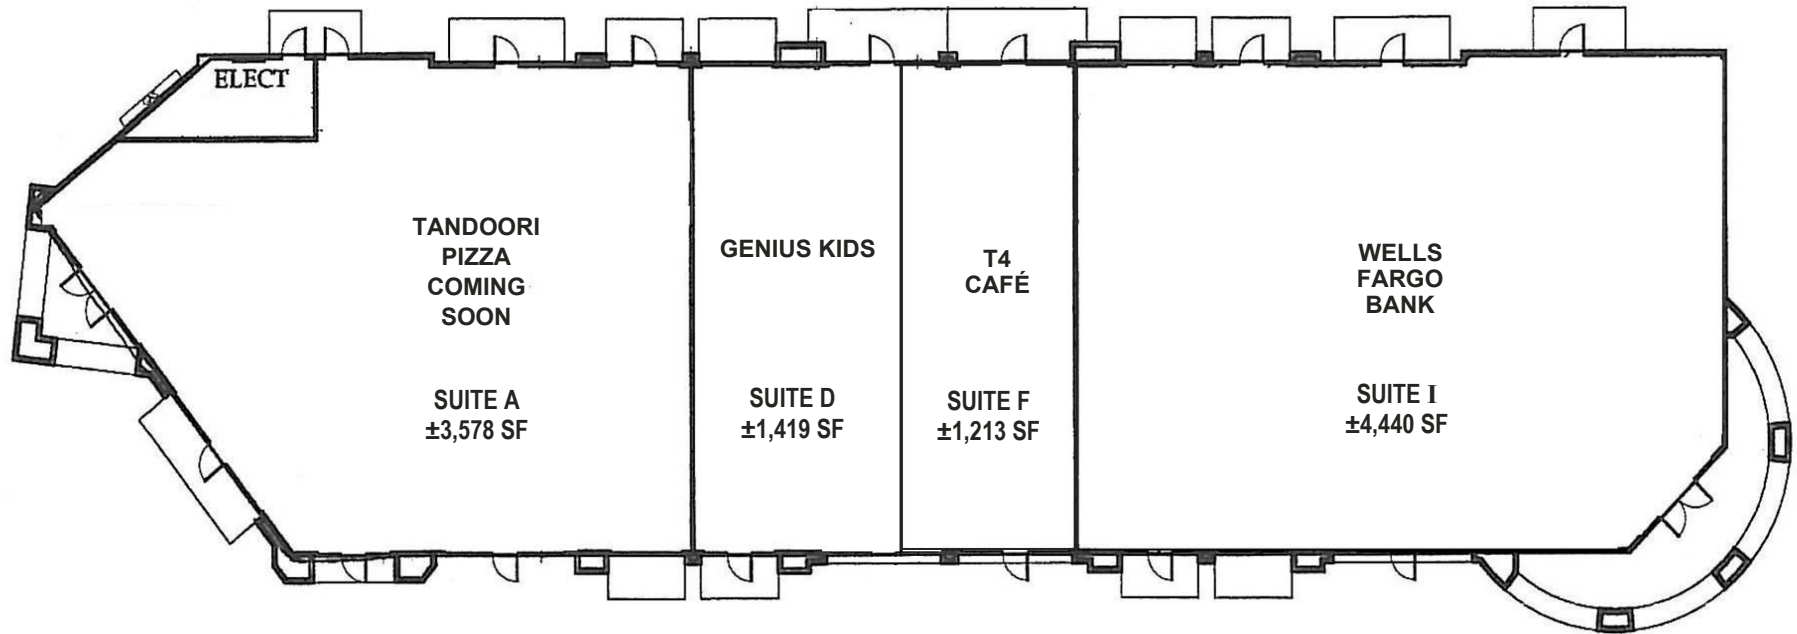 ELECT
TANDOORI
PIZZA
COMING
SOON
SUITE A
±3,578 SF
GENIUS KIDS
SUITE D
±1,419 SF
T4
CAFÉ
SUITE F
±1,213 SF
WELLS
FARGO
BANK
SUITE I
±4,440 SF